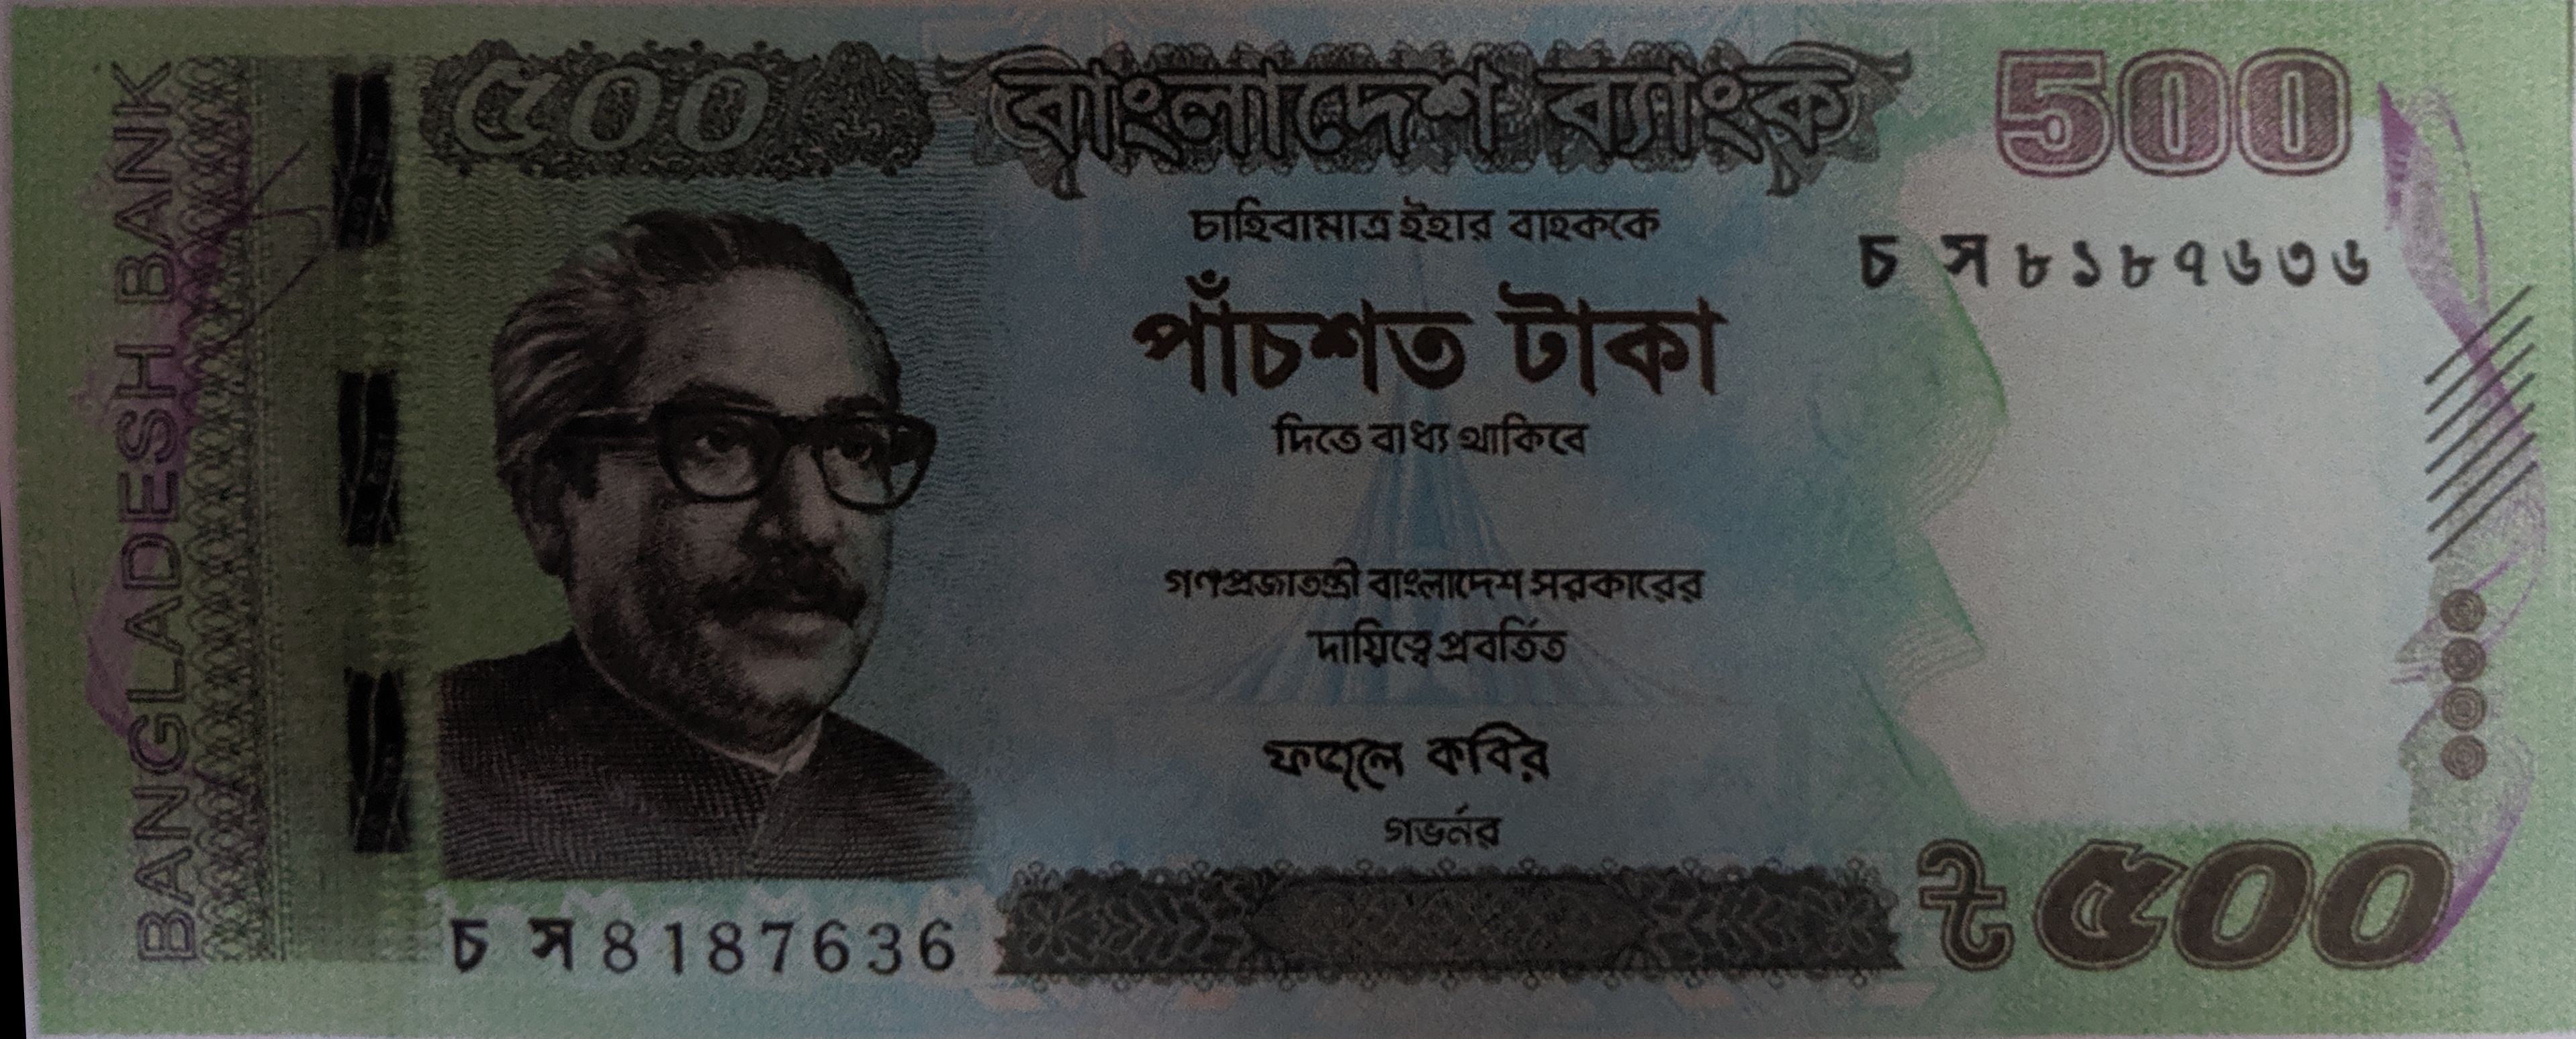 BANGLADESH BANK
৫০০
বাংলাদেশ ব্যাংক
500
চাহিবামাত্র ইহার বাহককে
চ স ৮১৮৭৬৩৬
পাঁচশত টাকা
দিতে বাধ্য থাকিবে
গণপ্রজাতন্ত্রী বাংলাদেশ সরকারের
দায়িত্বে প্রবর্তিত
ফজলে কবির
গভর্নর
চ স 8187636
৳ ৫০০